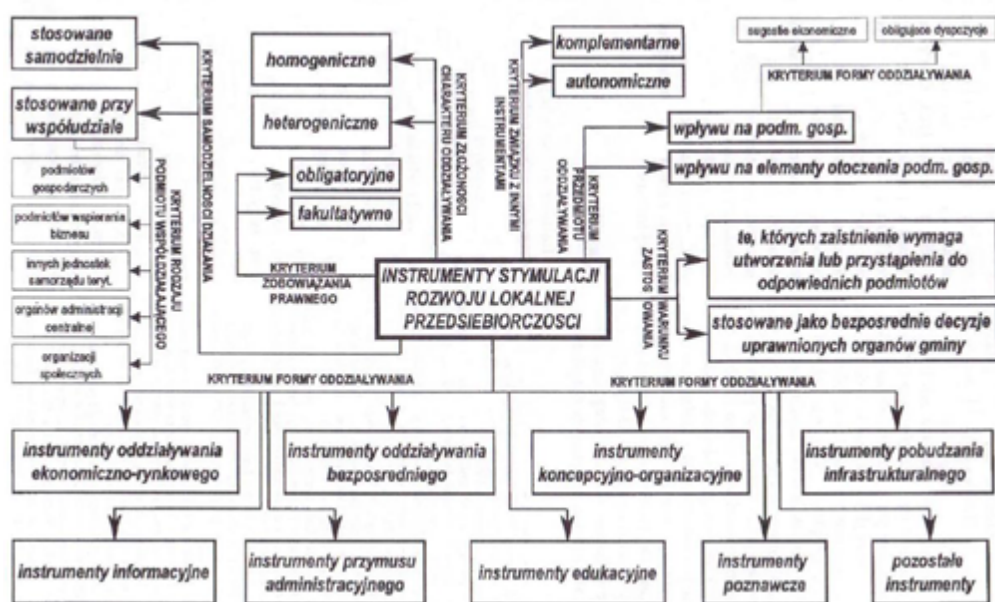 stosowane
samodzielnie
stosowane przy
współudziale
podmiotów
gospodarczych
podmiotów wspierania
biznesu
innych jednostek
samorządu teryt.
organów administracji
centralnej
organizacji
społecznych
KRYTERIUM RODZAJU
PODMIOTU WSPÓŁDZIAŁAJĄCEGO
KRYTERIUM SAMODZIELNOŚCI DZIAŁANIA
homogeniczne
heterogeniczne
KRYTERIUM ZŁOŻONOŚCI
CHARAKTERU ODDZIAŁYWANIA
obligatoryjne
fakultatywne
KRYTERIUM
ZOBOWIĄZANIA
PRAWNEGO
komplementarne
autonomiczne
KRYTERIUM ZWIĄZKU Z INNYMI
INSTRUMENTAMI
sugestie ekonomiczne
obligujące dyspozycje
KRYTERIUM FORMY ODDZIAŁYWANIA
wpływu na podm. gosp.
wpływu na elementy otoczenia podm. gosp.
KRYTERIUM
PRZEDMIOTU
ODDZIAŁYWANIA
INSTRUMENTY STYMULACJI
ROZWOJU LOKALNEJ
PRZEDSIEBIORCZOSCI
KRYTERIUM WARUNKU
ZASTOS OWANIA
te, których zaistnienie wymaga
utworzenia lub przystąpienia do
odpowiednich podmiotów
stosowane jako bezposrednie decyzje
uprawnionych organów gminy
KRYTERIUM FORMY ODDZIAŁYWANIA
KRYTERIUM FORMY ODDZIAŁYWANIA
instrumenty oddziaływania
ekonomiczno-rynkowego
instrumenty oddziaływania
bezposredniego
instrumenty
koncepcyjno-organizacyjne
instrumenty pobudzania
infrastrukturalnego
instrumenty informacyjne
instrumenty przymusu
administracyjnego
instrumenty edukacyjne
instrumenty
poznawcze
pozostałe
instrumenty